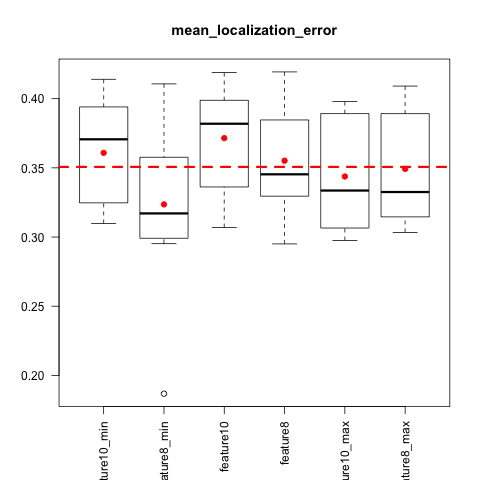 mean_localization_error
0.40
0.35
0.30
0.25
0.20
ture10_min
ature8_min
feature10
feature8
ure10_max
ture8_max